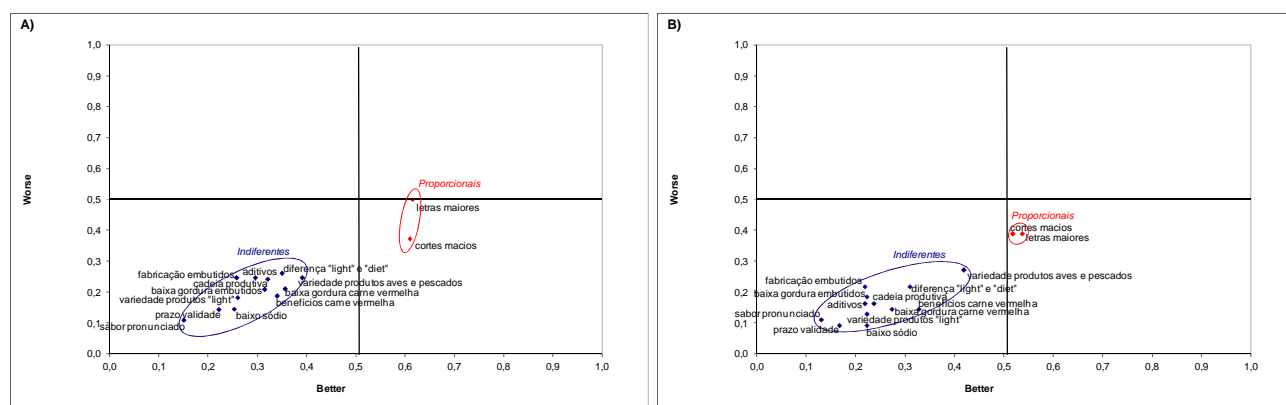 A)
1,0
0,9
0,8
0,7
0,6
0,5
0,4
0,3
0,2
0,1
0,0
Worse
Proporcionais
letras maiores
cortes macios
Indiferentes
fabricação embutidos
aditivos
diferença "light" e "diet"
cadeia produtiva
variedade produtos aves e pescados
baixa gordura embutidos
baixa gordura carne vermelha
variedade produtos "light"
benefícios carne vermelha
prazo validade
baixo sódio
sabor pronunciado
0,0 0,1 0,2 0,3 0,4 0,5 0,6 0,7 0,8 0,9 1,0
Better
B)
1,0
0,9
0,8
0,7
0,6
0,5
0,4
0,3
0,2
0,1
0,0
Worse
Proporcionais
cortes macios
letras maiores
Indiferentes
variedade produtos aves e pescados
fabricação embutidos
diferença "light" e "diet"
baixa gordura embutidos
cadeia produtiva
aditivos
benefícios carne vermelha
baixa gordura carne vermelha
sabor pronunciado
variedade produtos "light"
prazo validade
baixo sódio
0,0 0,1 0,2 0,3 0,4 0,5 0,6 0,7 0,8 0,9 1,0
Better